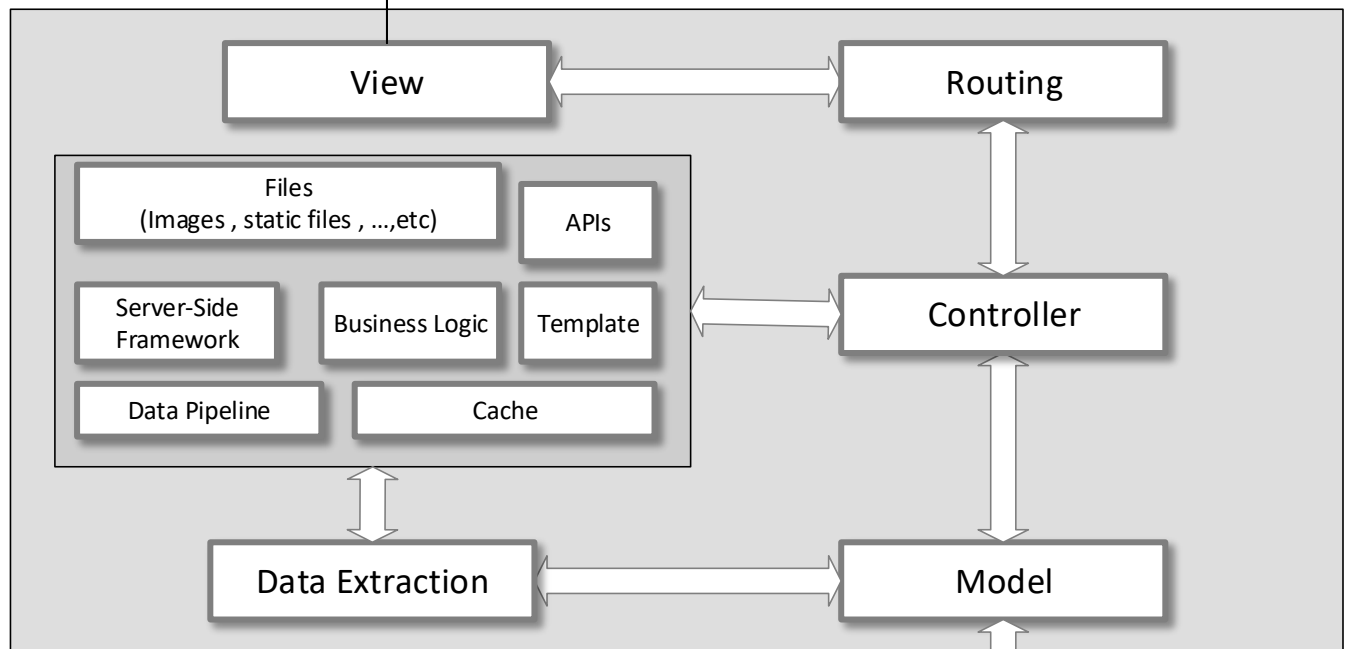 View
Routing
Files
(Images , static files , ...,etc)
APIs
Server-Side
Framework
Business Logic
Template
Controller
Data Pipeline
Cache
Data Extraction
Model